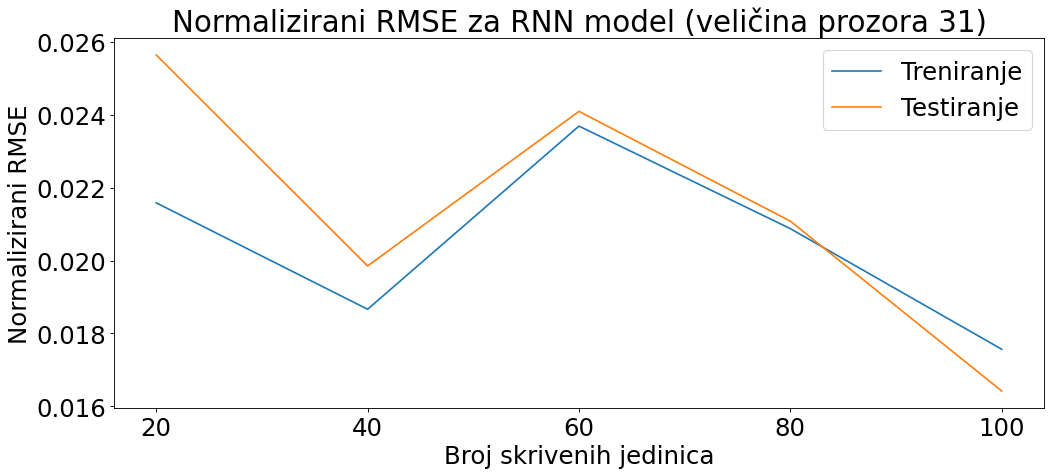 Normalizirani RMSE za RNN model (veličina prozora 31)
Treniranje
Testiranje
Normalizirani RMSE
0.026
0.024
0.022
0.020
0.018
0.016
20 40 60 80 100
Broj skrivenih jedinica